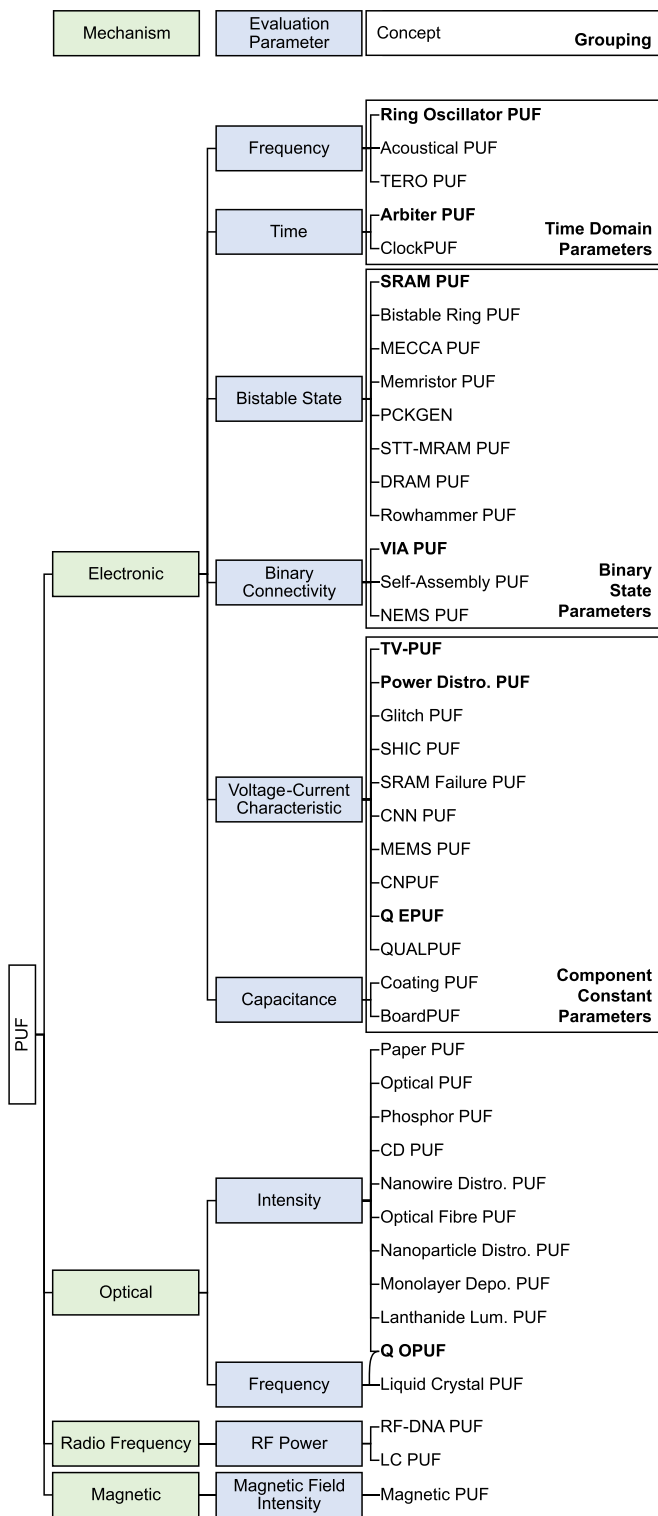 Mechanism
Evaluation
Parameter
Concept
Grouping
Ring Oscillator PUF
Frequency
Acoustical PUF
TERO PUF
Arbiter PUF
Time
ClockPUF
Time Domain
Parameters
SRAM PUF
Bistable Ring PUF
MECCA PUF
Memristor PUF
Bistable State
PCKGEN
STT-MRAM PUF
DRAM PUF
Rowhammer PUF
VIA PUF
Electronic
Binary
Connectivity
Self-Assembly PUF
NEMS PUF
Binary
State
Parameters
TV-PUF
Power Distro. PUF
Glitch PUF
SHIC PUF
SRAM Failure PUF
Voltage-Current
Characteristic
CNN PUF
MEMS PUF
CNPUF
Q EPUF
QUALPUF
Coating PUF
Capacitance
BoardPUF
Component
Constant
Parameters
PUF
Paper PUF
Optical PUF
Phosphor PUF
CD PUF
Nanowire Distro. PUF
Intensity
Optical Fibre PUF
Nanoparticle Distro. PUF
Monolayer Depo. PUF
Optical
Lanthanide Lum. PUF
Q OPUF
Frequency
Liquid Crystal PUF
RF-DNA PUF
Radio Frequency
RF Power
LC PUF
Magnetic
Magnetic Field
Intensity
Magnetic PUF